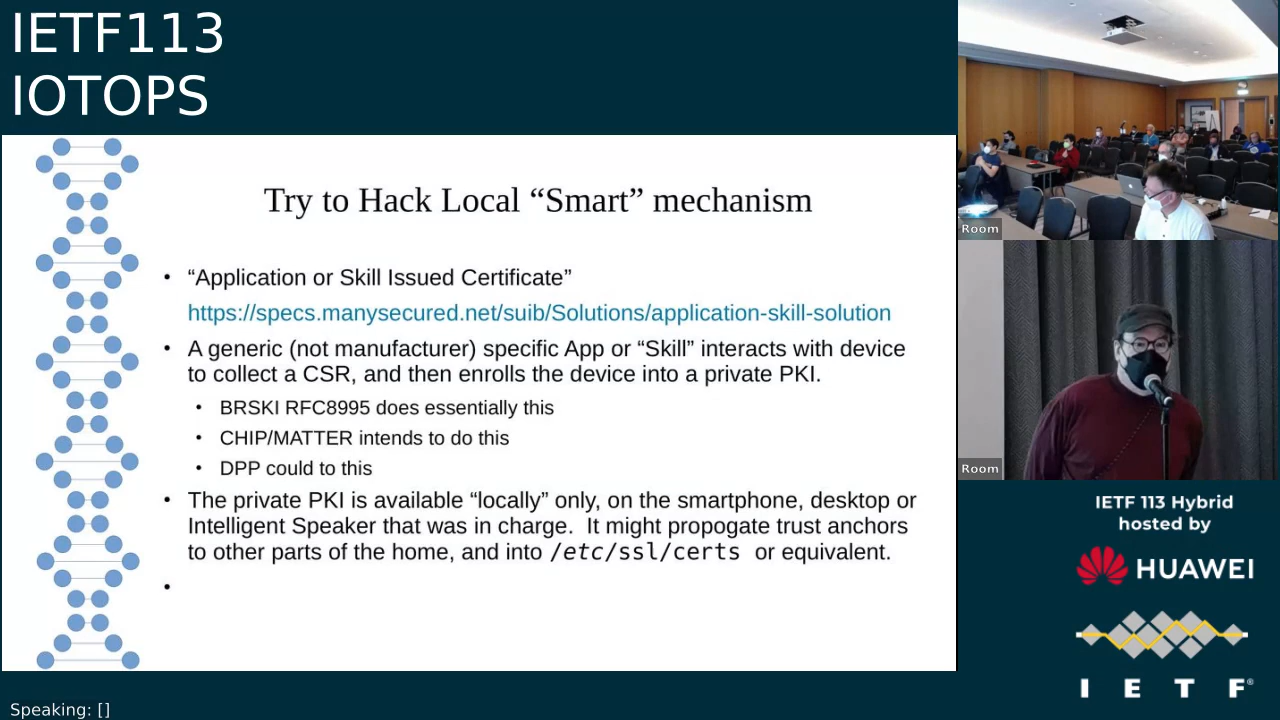 IETF113
IOTOPS
Try to Hack Local “Smart” mechanism
• “Application or Skill Issued Certificate”
https://specs.manysecured.net/suib/Solutions/application-skill-solution
• A generic (not manufacturer) specific App or “Skill” interacts with device
to collect a CSR, and then enrolls the device into a private PKI.
• BRSKI RFC8995 does essentially this
• CHIP/MATTER intends to do this
• DPP could to this
• The private PKI is available “locally” only, on the smartphone, desktop or
Intelligent Speaker that was in charge.  It might propogate trust anchors
to other parts of the home, and into /etc/ssl/certs  or equivalent.
•
Speaking: []
Room
Room
IETF 113 Hybrid
hosted by
HUAWEI
I E T F®